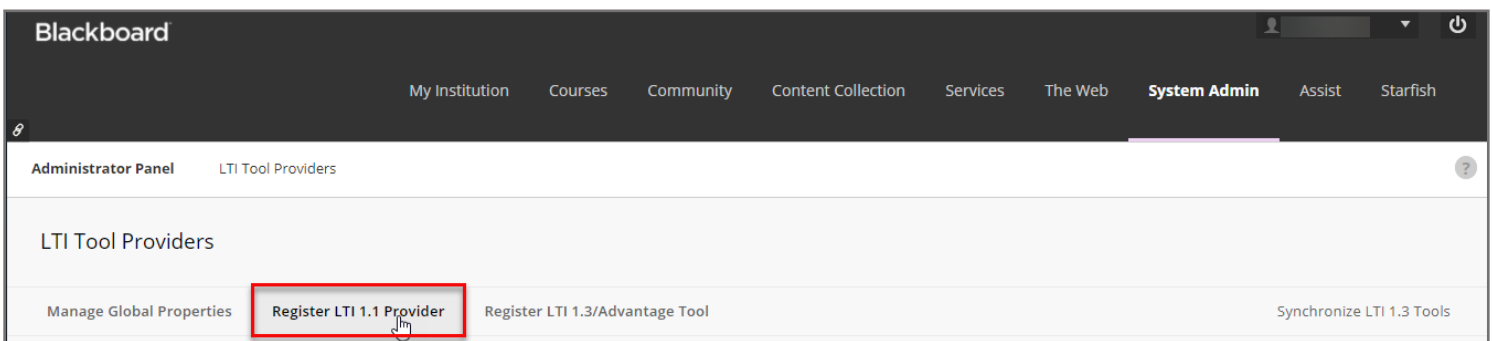 Blackboard
My Institution Courses Community Content Collection Services The Web System Admin Assist Starfish
Administrator Panel LTI Tool Providers ?
LTI Tool Providers
Manage Global Properties Register LTI 1.1 Provider Register LTI 1.3/Advantage Tool Synchronize LTI 1.3 Tools